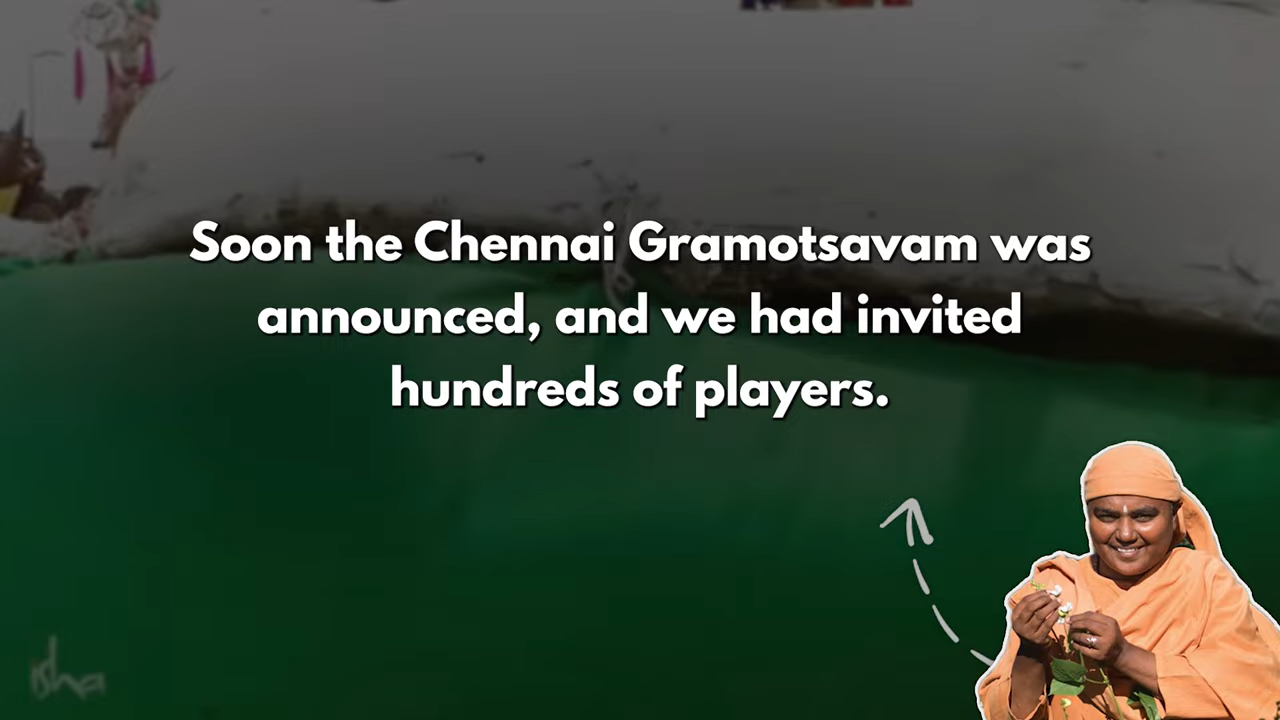 Soon the Chennai Gramotsavam was
announced, and we had invited
hundreds of players.
isha